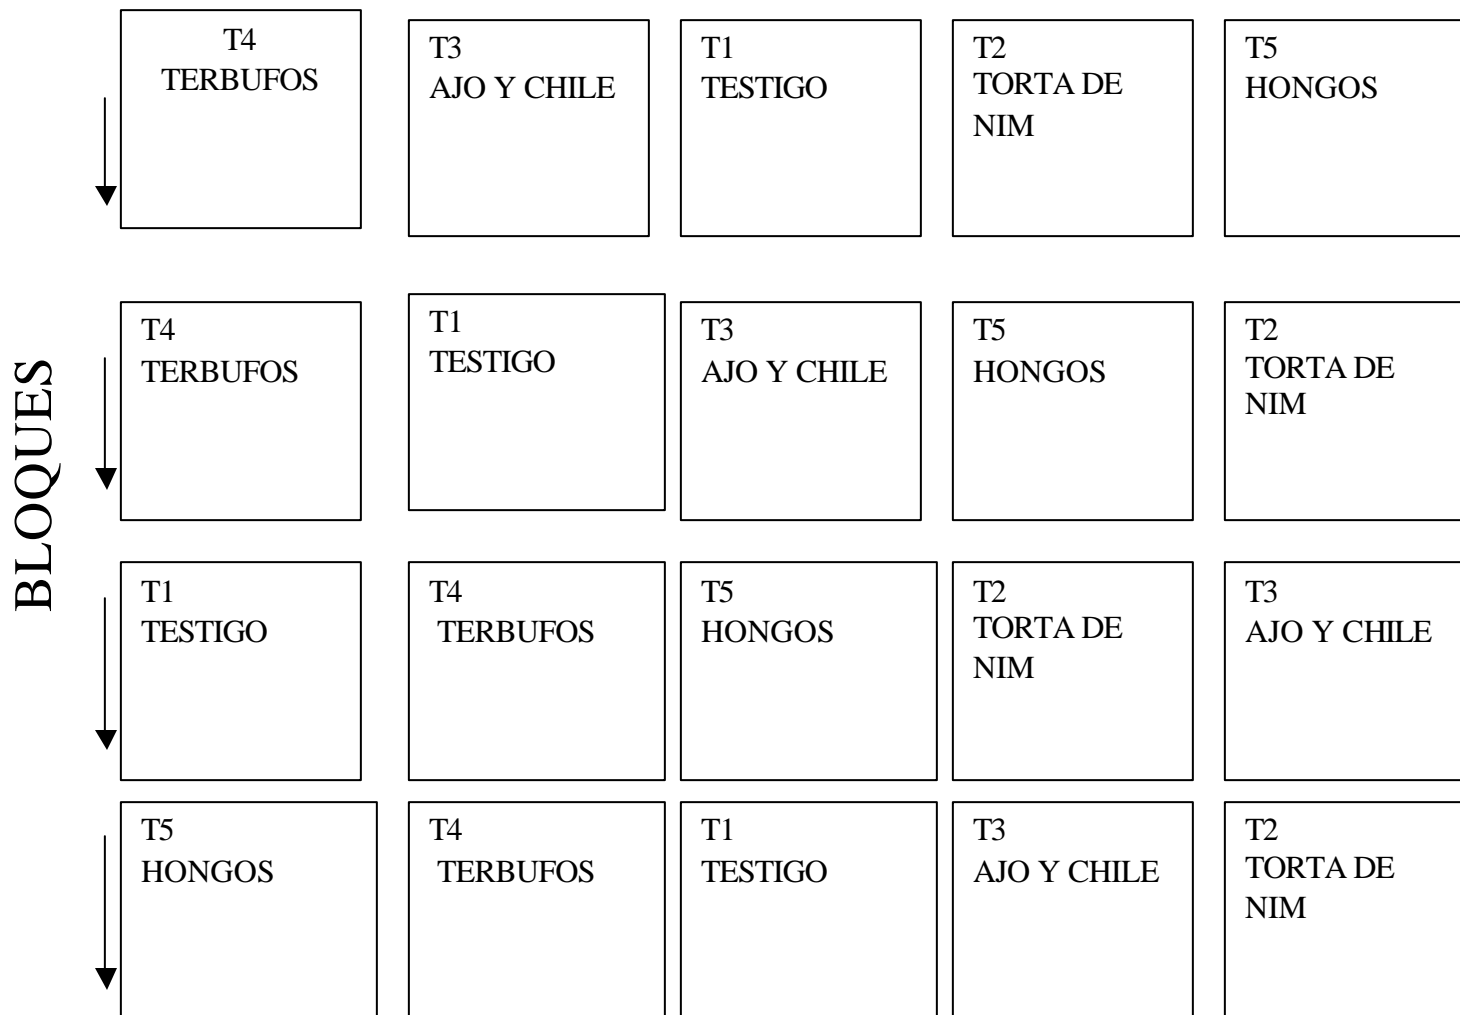 T4
TERBUFOS
T3
AJO Y CHILE
T1
TESTIGO
T2
TORTA DE
NIM
T5
HONGOS
BLOQUES
T4
TERBUFOS
T1
TESTIGO
T3
AJO Y CHILE
T5
HONGOS
T2
TORTA DE
NIM
T1
TESTIGO
T4
TERBUFOS
T5
HONGOS
T2
TORTA DE
NIM
T3
AJO Y CHILE
T5
HONGOS
T4
TERBUFOS
T1
TESTIGO
T3
AJO Y CHILE
T2
TORTA DE
NIM